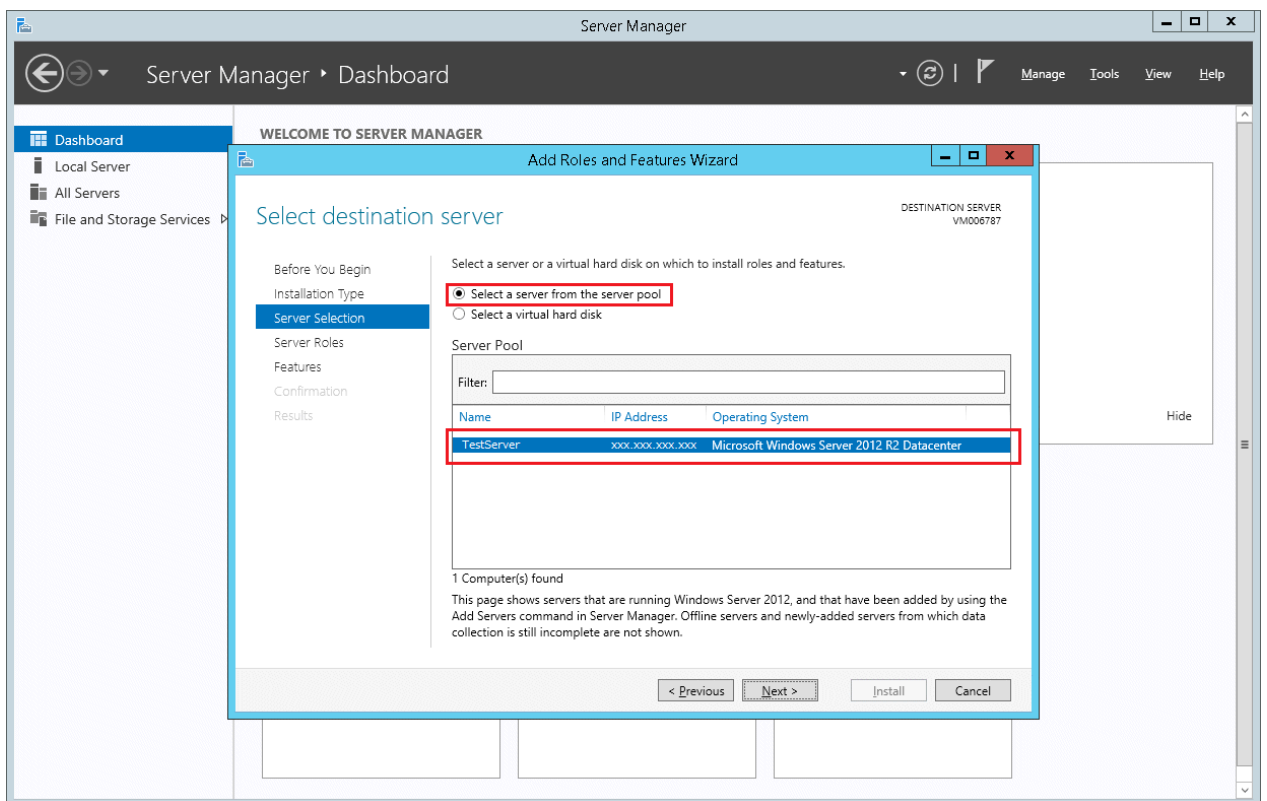 Server Manager
Server Manager • Dashboard
Manage Tools View Help
Dashboard
Local Server
All Servers
File and Storage Services
WELCOME TO SERVER MANAGER
Hide
Add Roles and Features Wizard
Select destination server
DESTINATION SERVER
VM006787
Before You Begin
Installation Type
Server Selection
Server Roles
Features
Confirmation
Results
Select a server or a virtual hard disk on which to install roles and features.
Select a server from the server pool
Select a virtual hard disk
Server Pool
Filter:
Name IP Address Operating System
TestServer xxx.xxx.xxx.xxx Microsoft Windows Server 2012 R2 Datacenter
1 Computer(s) found
This page shows servers that are running Windows Server 2012, and that have been added by using the
Add Servers command in Server Manager. Offline servers and newly-added servers from which data
collection is still incomplete are not shown.
< Previous Next > Install Cancel